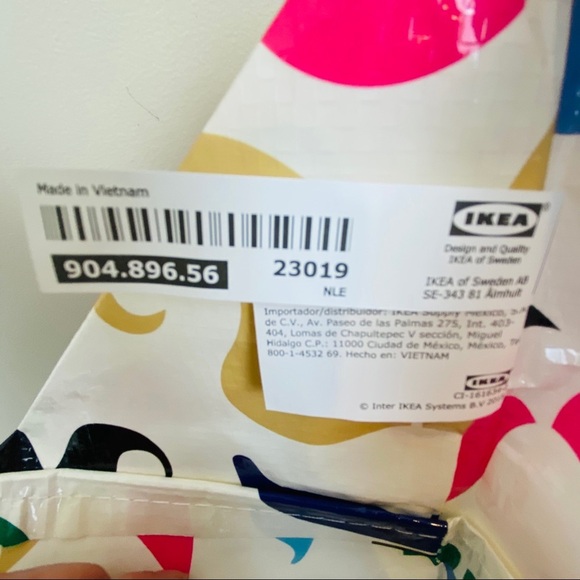 Made in Vietnam
904.896.56
23019
NLE
IKEA
Design and Quality
IKEA of Sweden
IKEA of Sweden AB
SE-343 81 Älmhult
Importador/distribuidor: IKEA Supply México, S.A.
de C.V., Av. Paseo de las Palmas 275, Int. 403-
404, Lomas de Chapultepec V sección, Miguel
Hidalgo C.P.: 11000 Ciudad de México, México,
800-1-4532 69. Hecho en: VIETNAM
IKEA
© Inter IKEA Systems B.V.